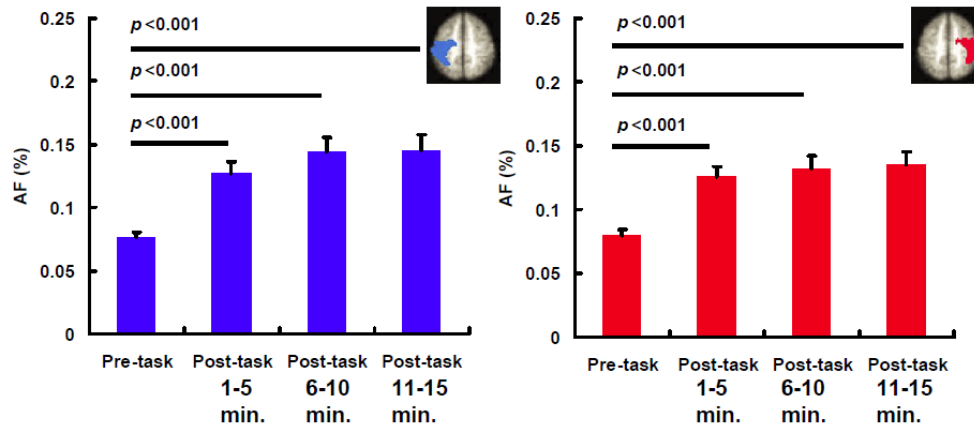 0.25
p<0.001
0.2
p<0.001
0.15
p<0.001
AF (%)
0.1
0.05
0
Pre-task Post-task Post-task Post-task
1-5 6-10 11-15
min. min. min.
0.25
p<0.001
0.2
p<0.001
0.15
p<0.001
AF (%)
0.1
0.05
0
Pre-task Post-task Post-task Post-task
1-5 6-10 11-15
min. min. min.